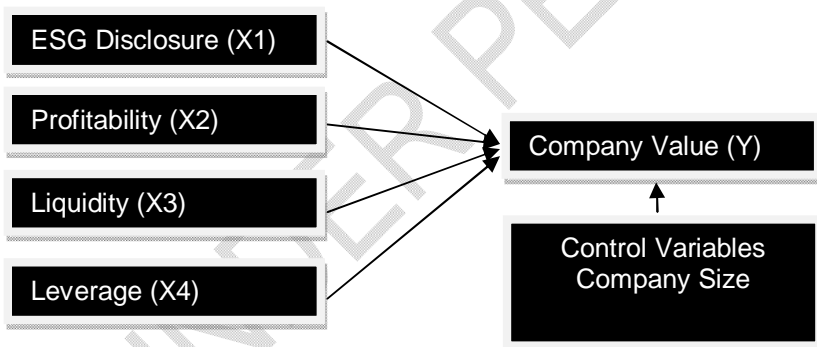 ESG Disclosure (X1)
Profitability (X2)
Liquidity (X3)
Leverage (X4)
Company Value (Y)
Control Variables
Company Size